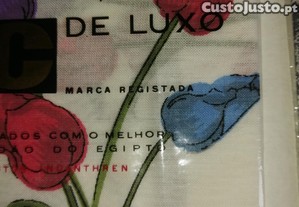 CustoJusto.pt
DE LUXO
C
MARCA REGISTADA
ADOS COM O MELHOR
DO EGIPTO